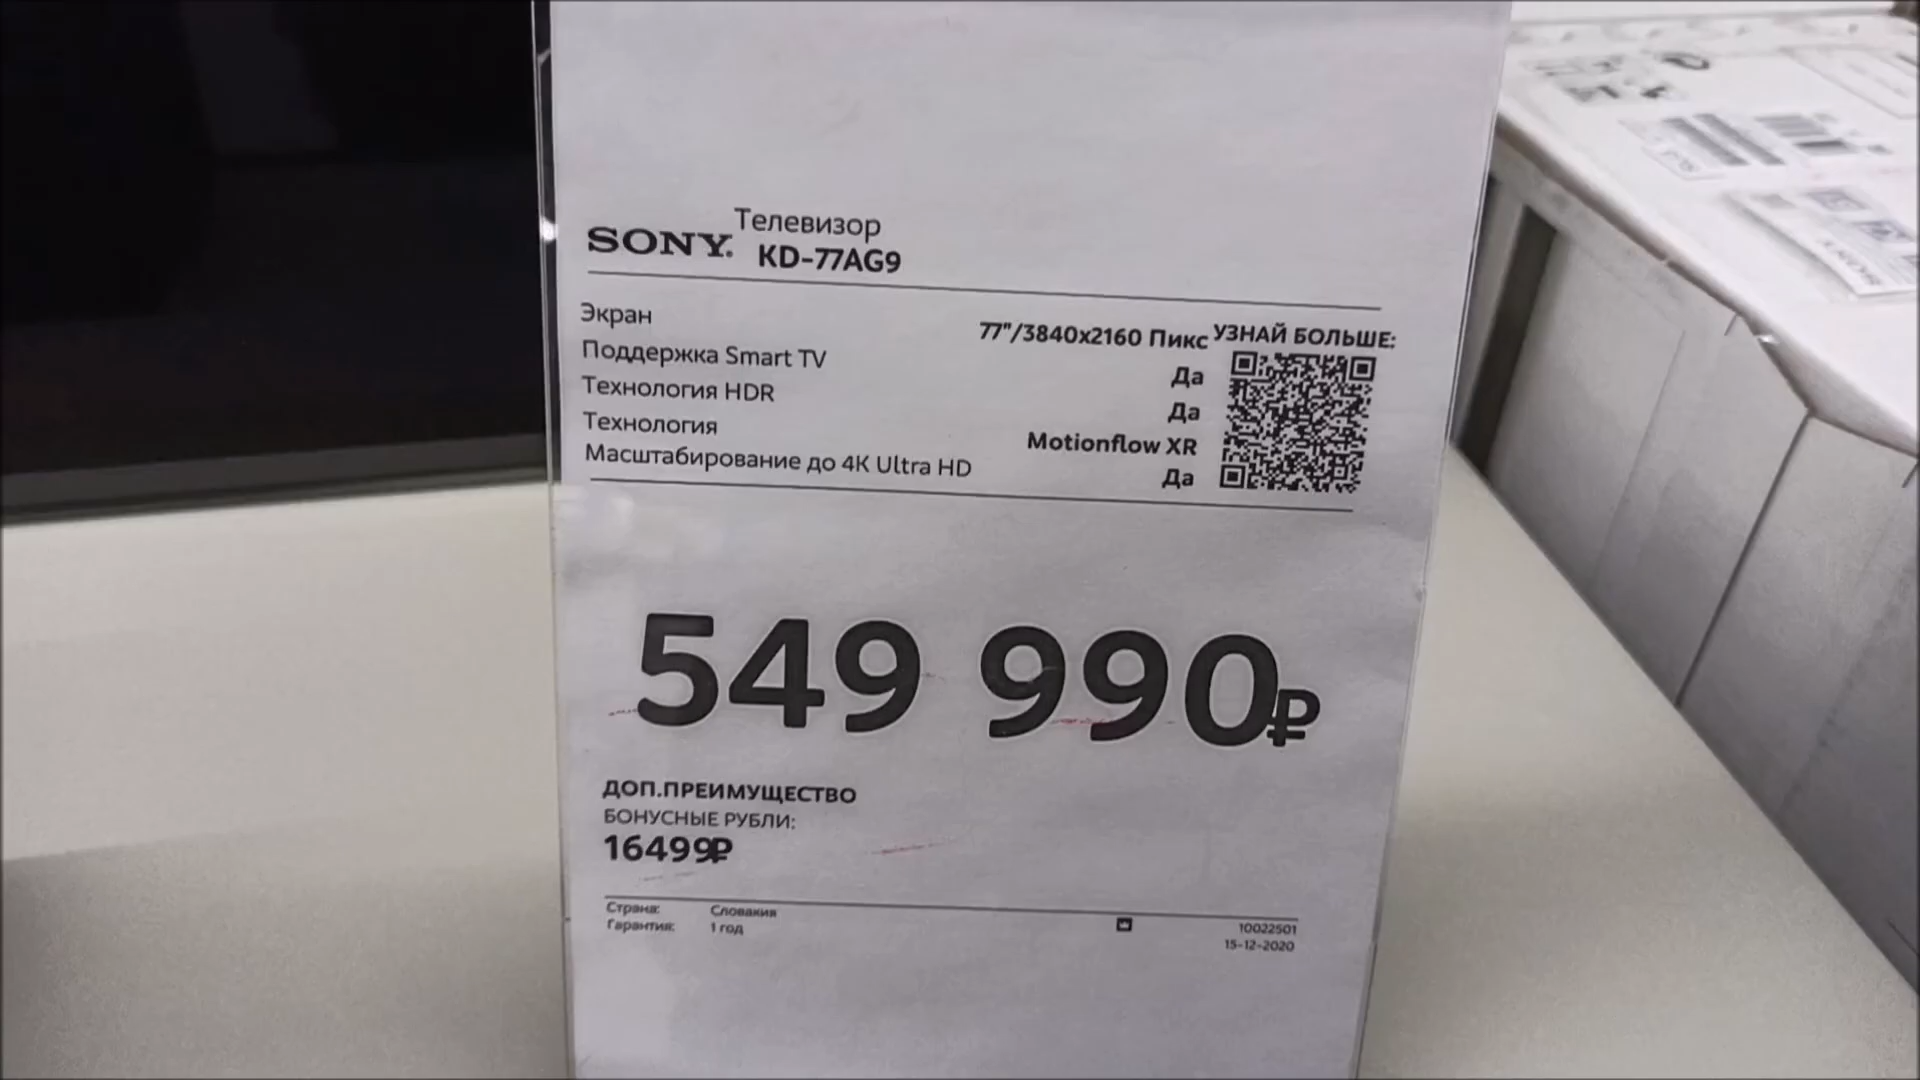 Телевизор
SONY. KD-77AG9
Экран 77"/3840x2160 Пикс
Поддержка Smart TV Да
Технология HDR Да
Технология Motionflow XR
Масштабирование до 4K Ultra HD Да
УЗНАЙ БОЛЬШЕ:
549 990₽
ДОП.ПРЕИМУЩЕСТВО
БОНУСНЫЕ РУБЛИ:
16499₽
Страна: Словакия 10022501
Гарантия: 1 год 15-12-2020
SONY